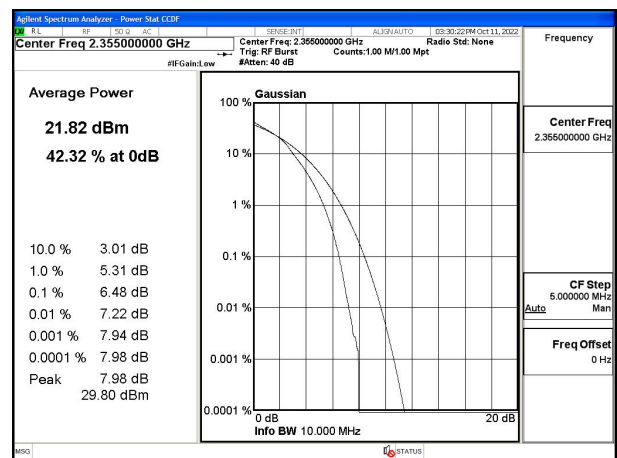 Agilent Spectrum Analyzer - Power Stat CCDF
LXI RL RF 50 Ω AC SENSE:INT ALIGN AUTO 03:30:22 PM Oct 11, 2022
Center Freq 2.355000000 GHz
Center Freq: 2.355000000 GHz Radio Std: None
Trig: RF Burst Counts:1.00 M/1.00 Mpt
#IFGain:Low #Atten: 40 dB
Frequency
Average Power
21.82 dBm
42.32 % at 0dB
10.0 % 3.01 dB
1.0 % 5.31 dB
0.1 % 6.48 dB
0.01 % 7.22 dB
0.001 % 7.94 dB
0.0001 % 7.98 dB
Peak 7.98 dB
29.80 dBm
Gaussian
100 %
10 %
1 %
0.1 %
0.01 %
0.001 %
0.0001 %
0 dB 20 dB
Info BW 10.000 MHz
Center Freq
2.355000000 GHz
CF Step
5.000000 MHz
Auto Man
Freq Offset
0 Hz
MSG STATUS